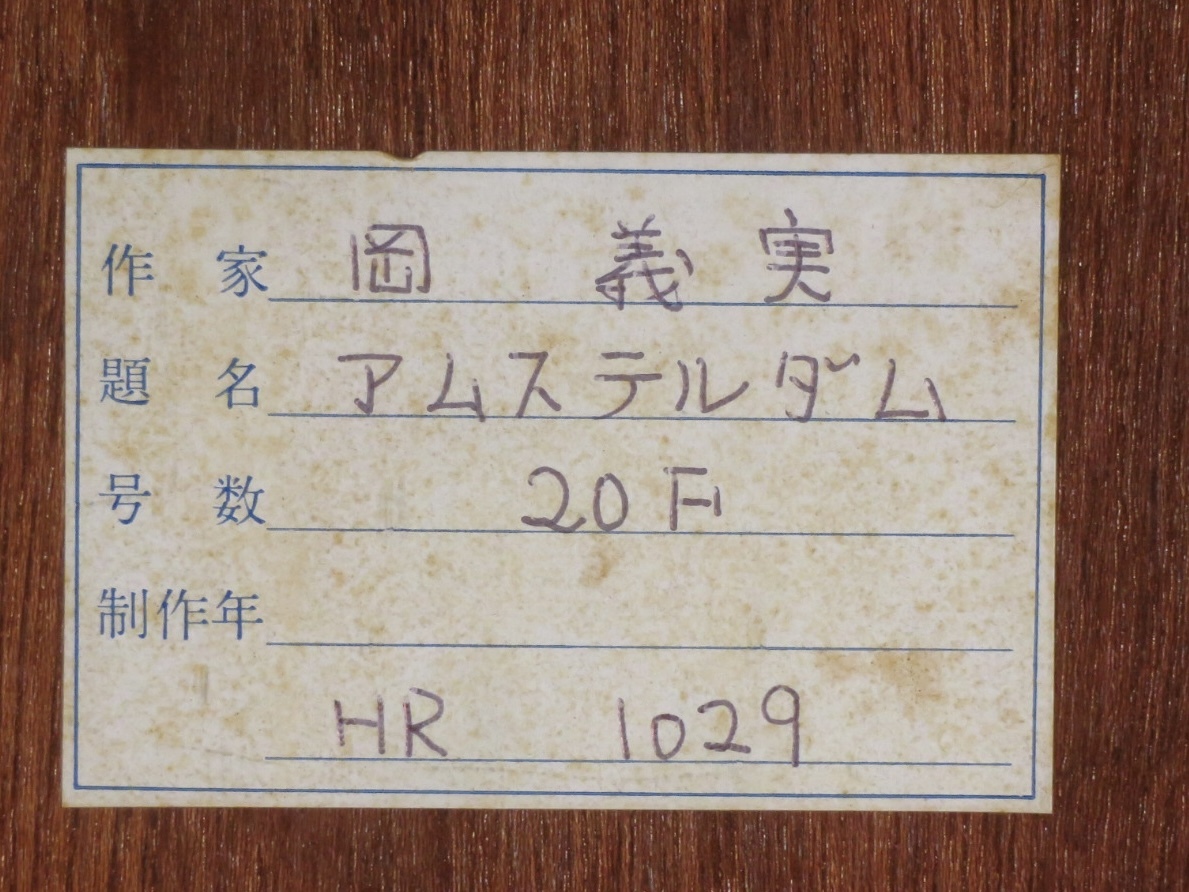 作家 岡 義実
題名 アムステルダム
号数 20F
制作年
HR 1029